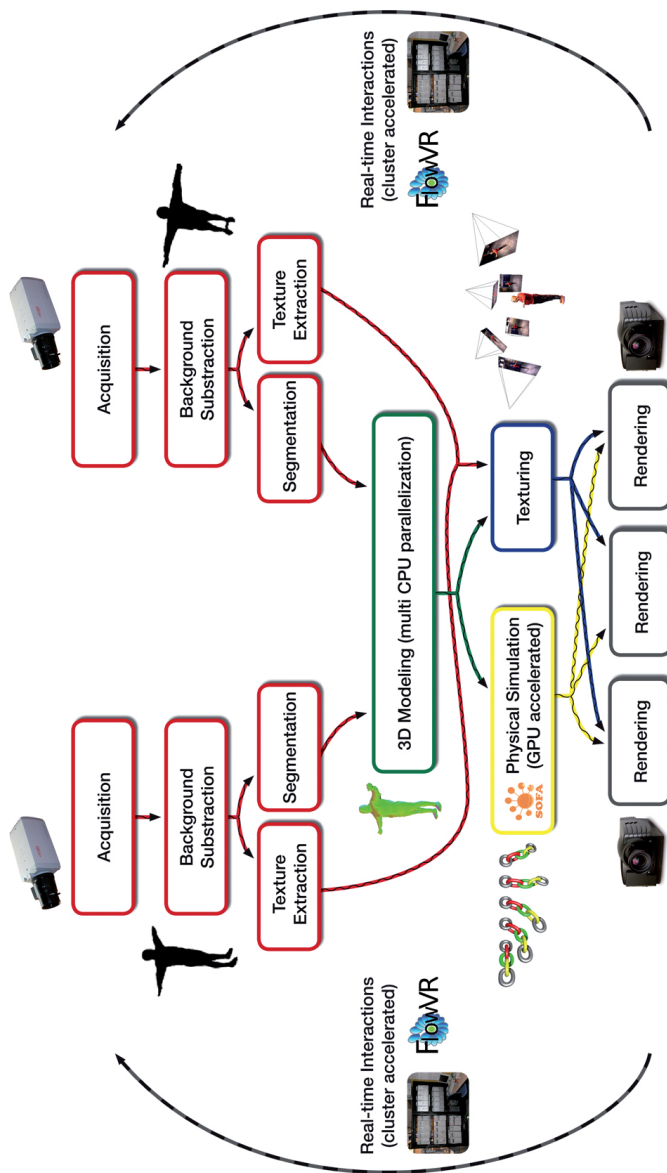 Acquisition
Acquisition
Background
Substraction
Background
Substraction
Texture
Extraction
Segmentation
Segmentation
Texture
Extraction
Real-time Interactions
(cluster accelerated)
FlowVR
3D Modeling (multi CPU parallelization)
Real-time Interactions
(cluster accelerated)
FlowVR
SOFA
Physical Simulation
(GPU accelerated)
Texturing
Rendering
Rendering
Rendering